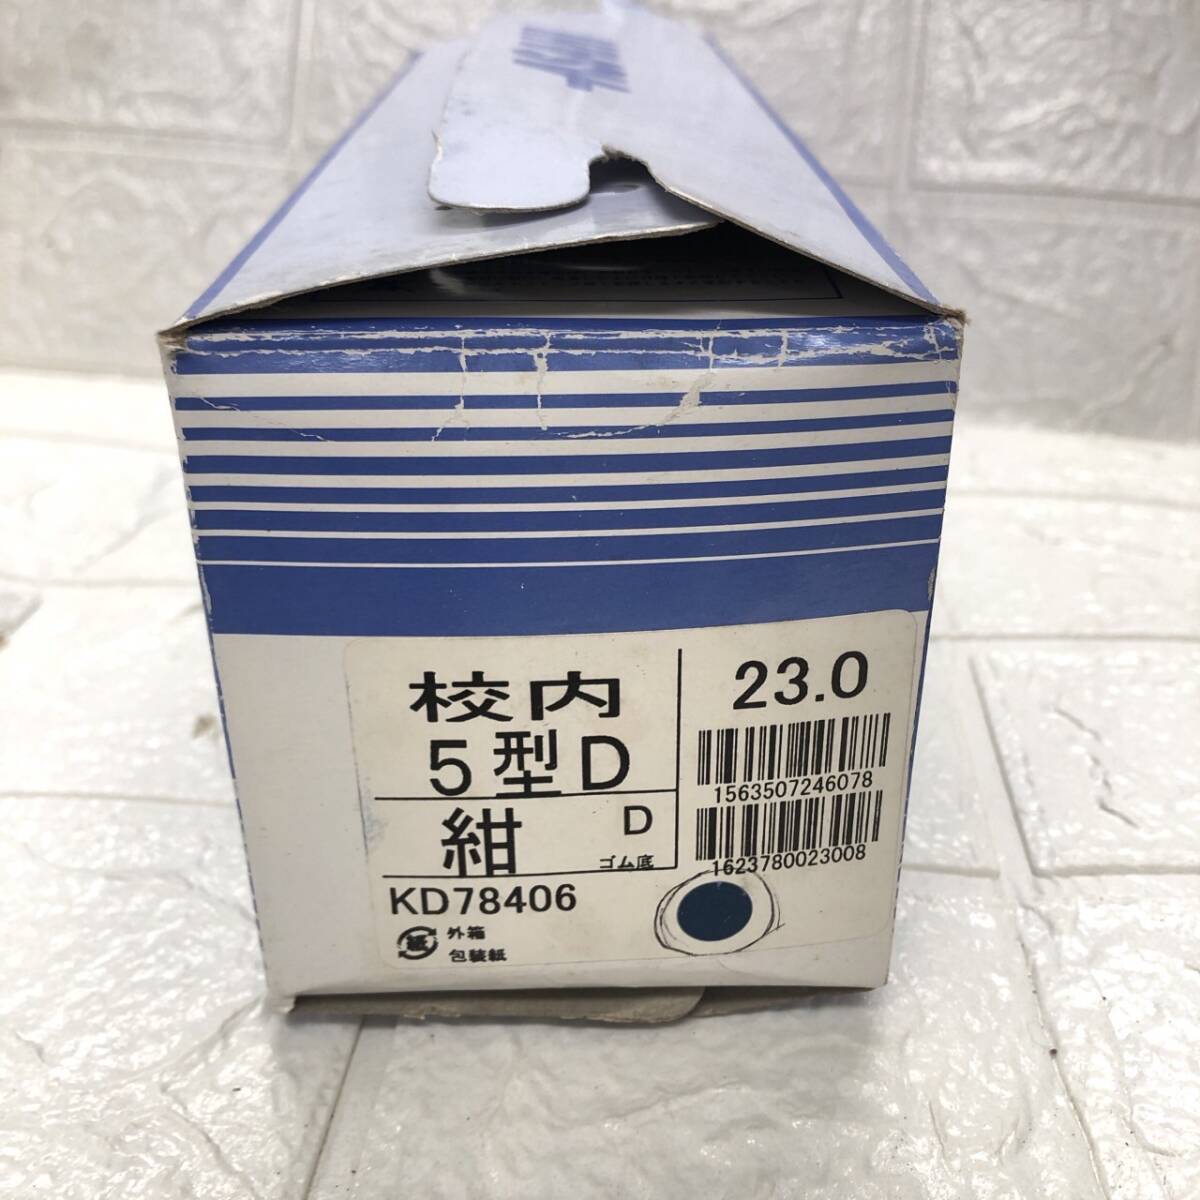 校内
5型D
紺 D
ゴム底
KD78406
紙 外箱
包装紙
23.0
1563507246078
1623780023008